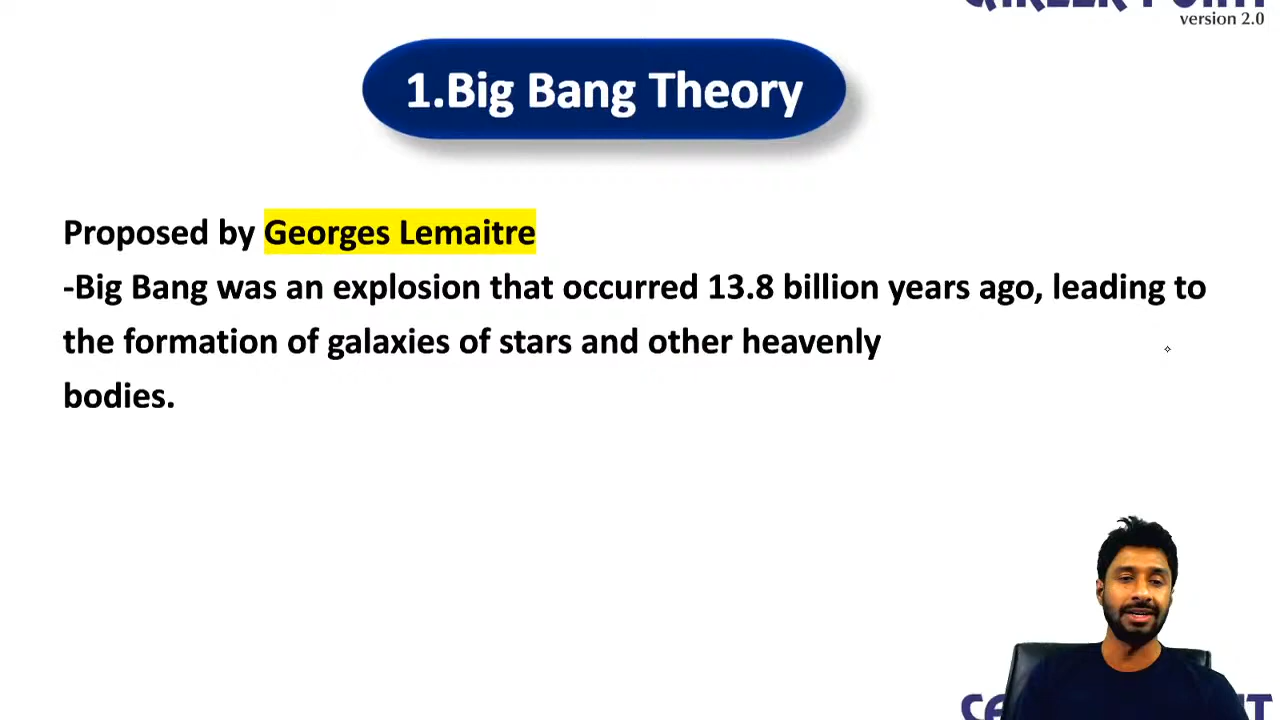 version 2.0
1.Big Bang Theory
Proposed by Georges Lemaitre
-Big Bang was an explosion that occurred 13.8 billion years ago, leading to
the formation of galaxies of stars and other heavenly
bodies.